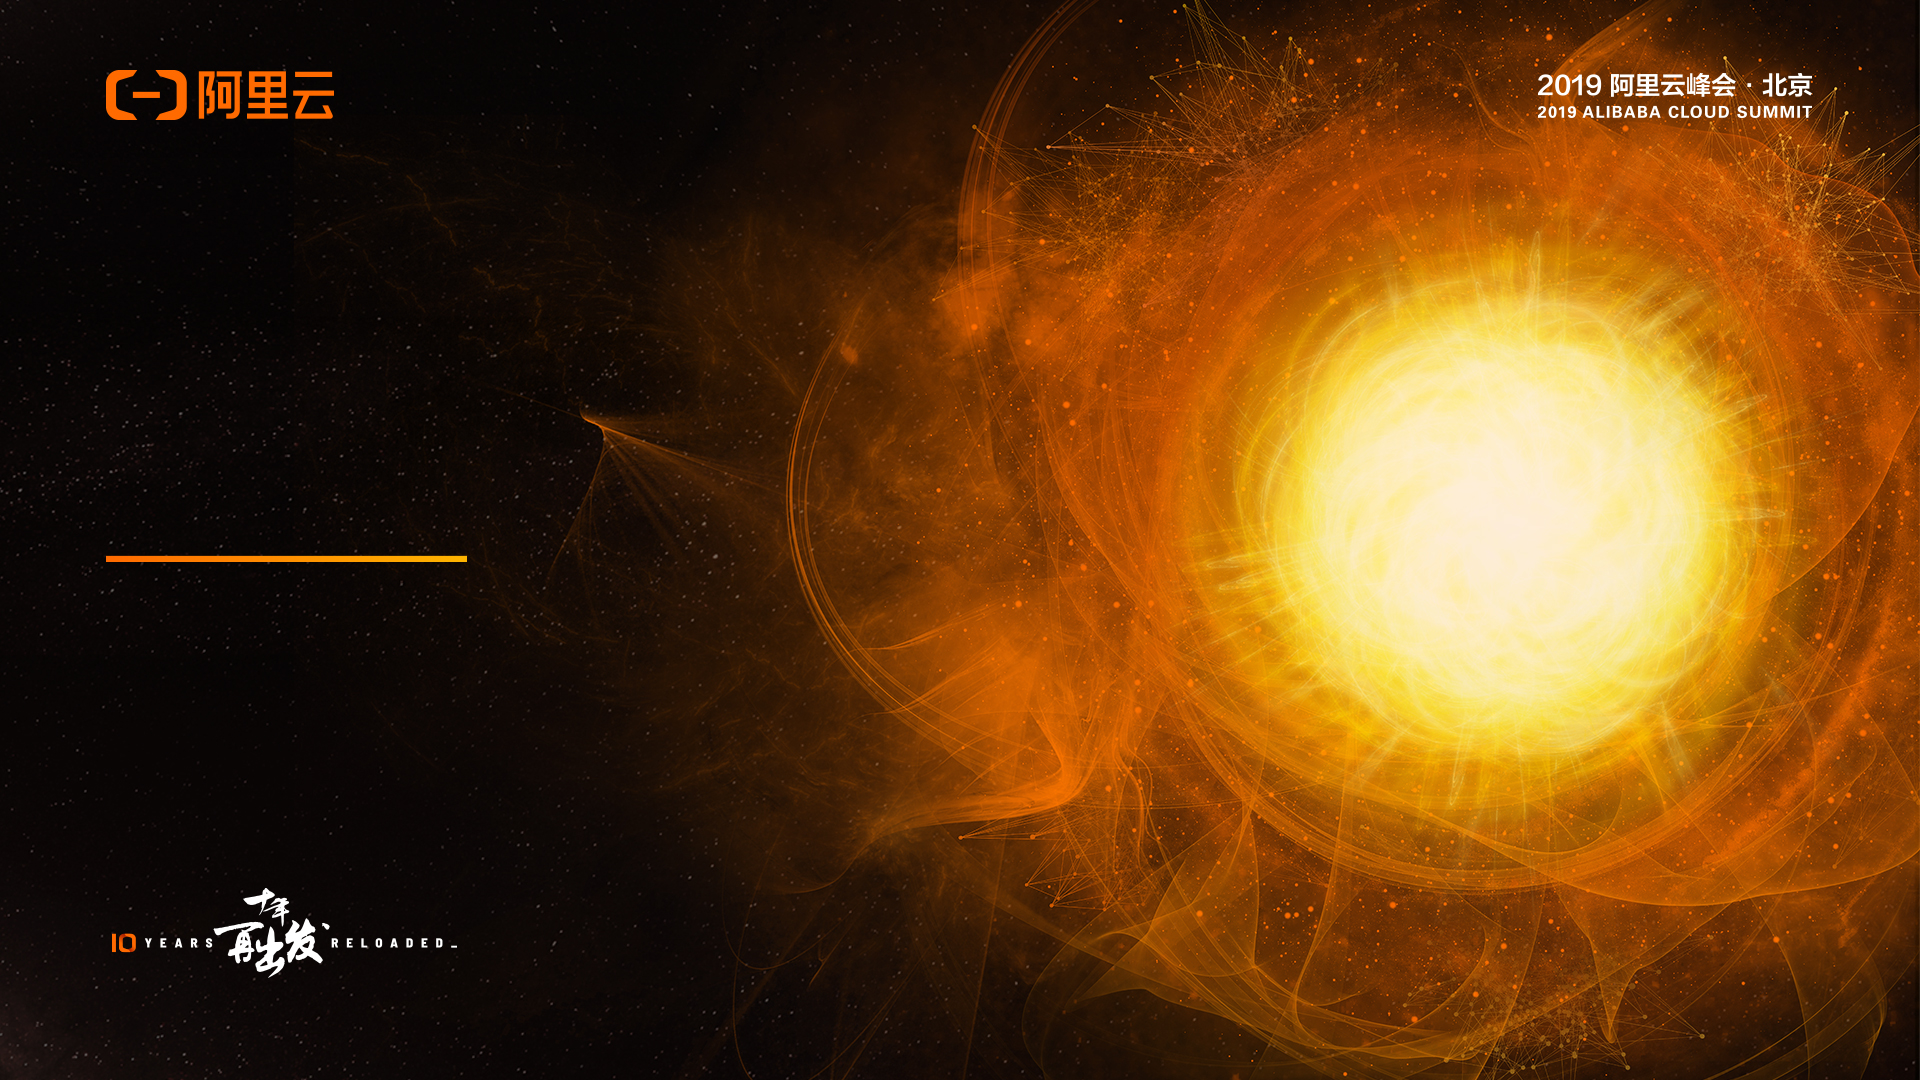 阿里云
2019 阿里云峰会 · 北京
2019 ALIBABA CLOUD SUMMIT
10 YEARS 十年再出发 RELOADED_